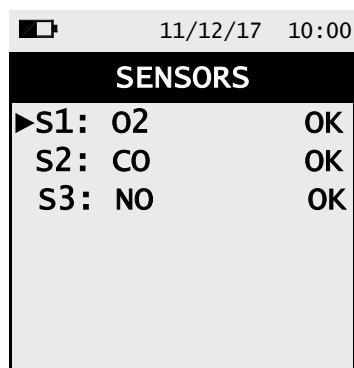 11/12/17 10:00
SENSORS
►S1: O2 OK
S2: CO OK
S3: NO OK